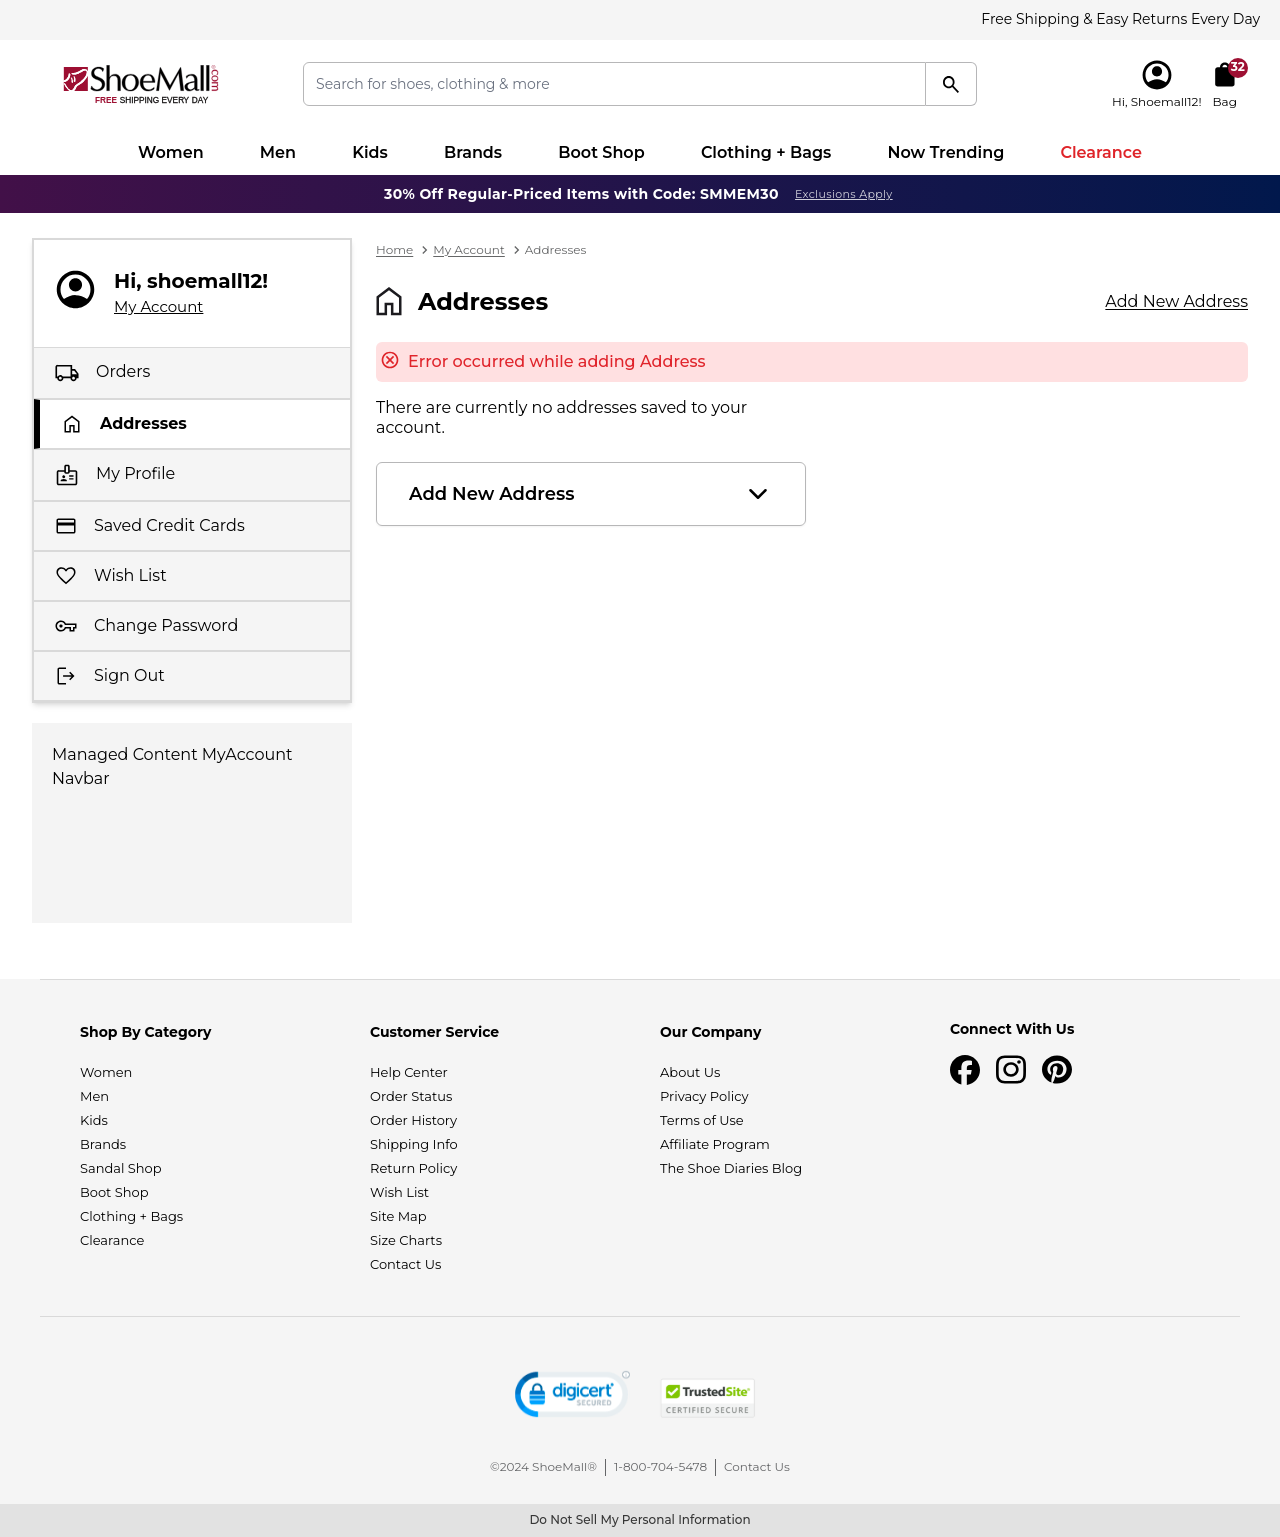 Free Shipping & Easy Returns Every Day
ShoeMall.com
FREE SHIPPING EVERY DAY
Search for shoes, clothing & more
32
Hi, Shoemall12!
Bag
Women
Men
Kids
Brands
Boot Shop
Clothing + Bags
Now Trending
Clearance
30% Off Regular-Priced Items with Code: SMMEM30
Exclusions Apply
Hi, shoemall12!
My Account
Orders
Addresses
My Profile
Saved Credit Cards
Wish List
Change Password
Sign Out
Managed Content MyAccount
Navbar
Home > My Account > Addresses
Addresses
Add New Address
Error occurred while adding Address
There are currently no addresses saved to your
account.
Add New Address
Shop By Category
Women
Men
Kids
Brands
Sandal Shop
Boot Shop
Clothing + Bags
Clearance
Customer Service
Help Center
Order Status
Order History
Shipping Info
Return Policy
Wish List
Site Map
Size Charts
Contact Us
Our Company
About Us
Privacy Policy
Terms of Use
Affiliate Program
The Shoe Diaries Blog
Connect With Us
digicert
SECURED
TrustedSite
CERTIFIED SECURE
©2024 ShoeMall®
1-800-704-5478
Contact Us
Do Not Sell My Personal Information